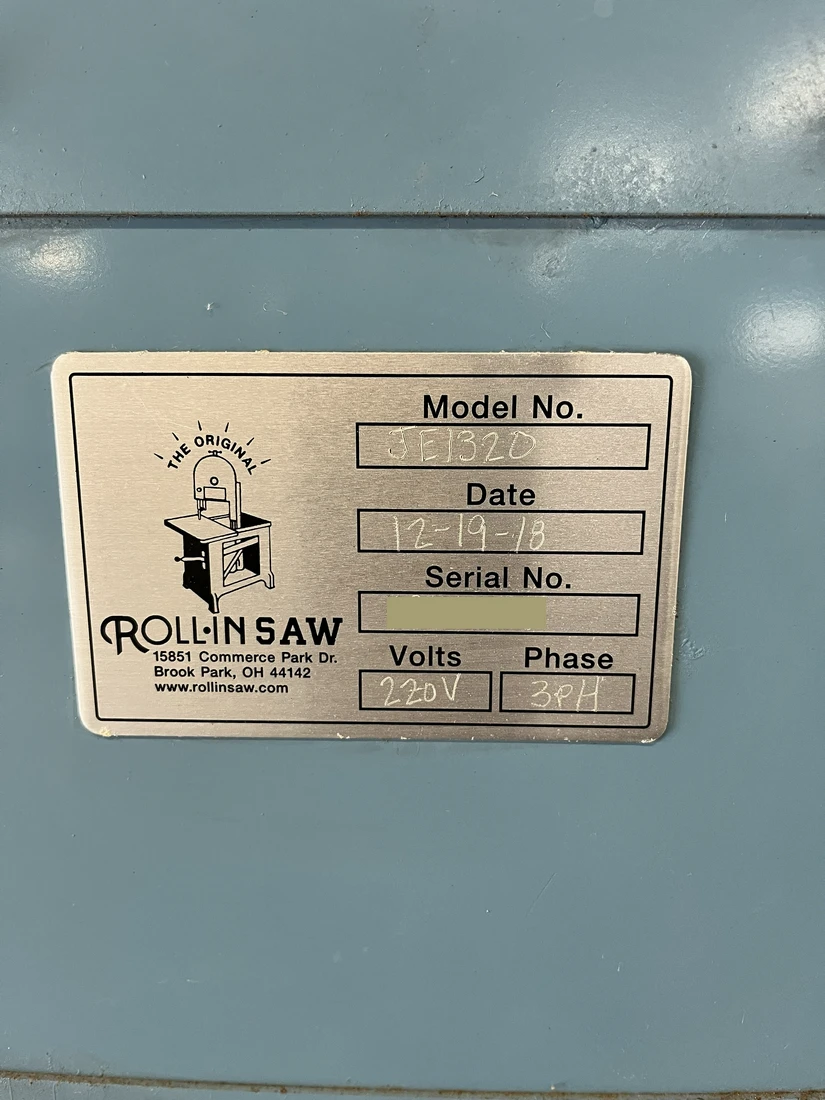 THE ORIGINAL
ROLL-IN SAW
15851 Commerce Park Dr.
Brook Park, OH 44142
www.rollinsaw.com
Model No.
JE1320
Date
12-19-18
Serial No.
Volts
220V
Phase
3PH